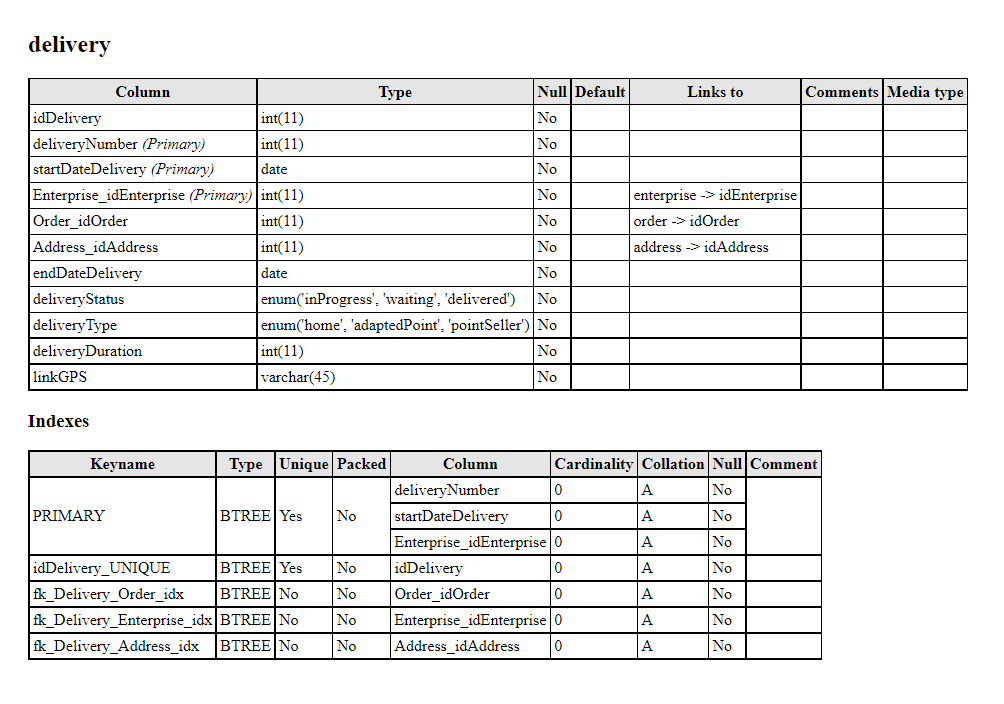 delivery
Column Type Null Default Links to Comments Media type
idDelivery int(11) No
deliveryNumber (Primary) int(11) No
startDateDelivery (Primary) date No
Enterprise_idEnterprise (Primary) int(11) No enterprise -> idEnterprise
Order_idOrder int(11) No order -> idOrder
Address_idAddress int(11) No address -> idAddress
endDateDelivery date No
deliveryStatus enum('inProgress', 'waiting', 'delivered') No
deliveryType enum('home', 'adaptedPoint', 'pointSeller') No
deliveryDuration int(11) No
linkGPS varchar(45) No
Indexes
Keyname Type Unique Packed Column Cardinality Collation Null Comment
PRIMARY BTREE Yes No deliveryNumber 0 A No
startDateDelivery 0 A No
Enterprise_idEnterprise 0 A No
idDelivery_UNIQUE BTREE Yes No idDelivery 0 A No
fk_Delivery_Order_idx BTREE No No Order_idOrder 0 A No
fk_Delivery_Enterprise_idx BTREE No No Enterprise_idEnterprise 0 A No
fk_Delivery_Address_idx BTREE No No Address_idAddress 0 A No